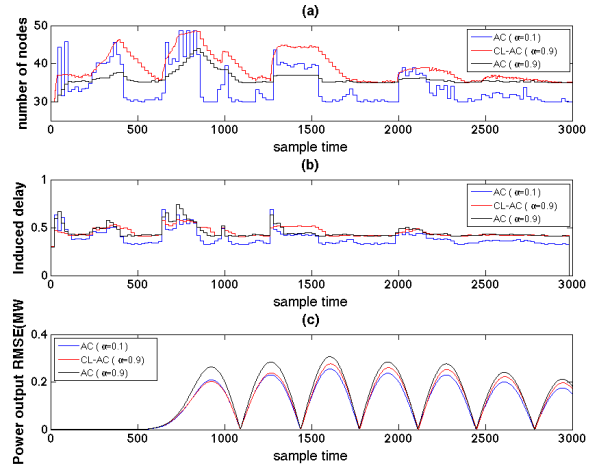 (a)
number of nodes
50
40
30
AC ( α=0.1)
CL-AC ( α=0.9)
AC ( α=0.9)
0 500 1000 1500 2000 2500 3000
sample time
(b)
Induced delay
1
0.5
0
AC ( α=0.1)
CL-AC ( α=0.9)
AC ( α=0.9)
0 500 1000 1500 2000 2500 3000
sample time
(c)
Power output RMSE(MW
0.4
0.2
0
AC ( α=0.1)
CL-AC ( α=0.9)
AC ( α=0.9)
0 500 1000 1500 2000 2500 3000
sample time